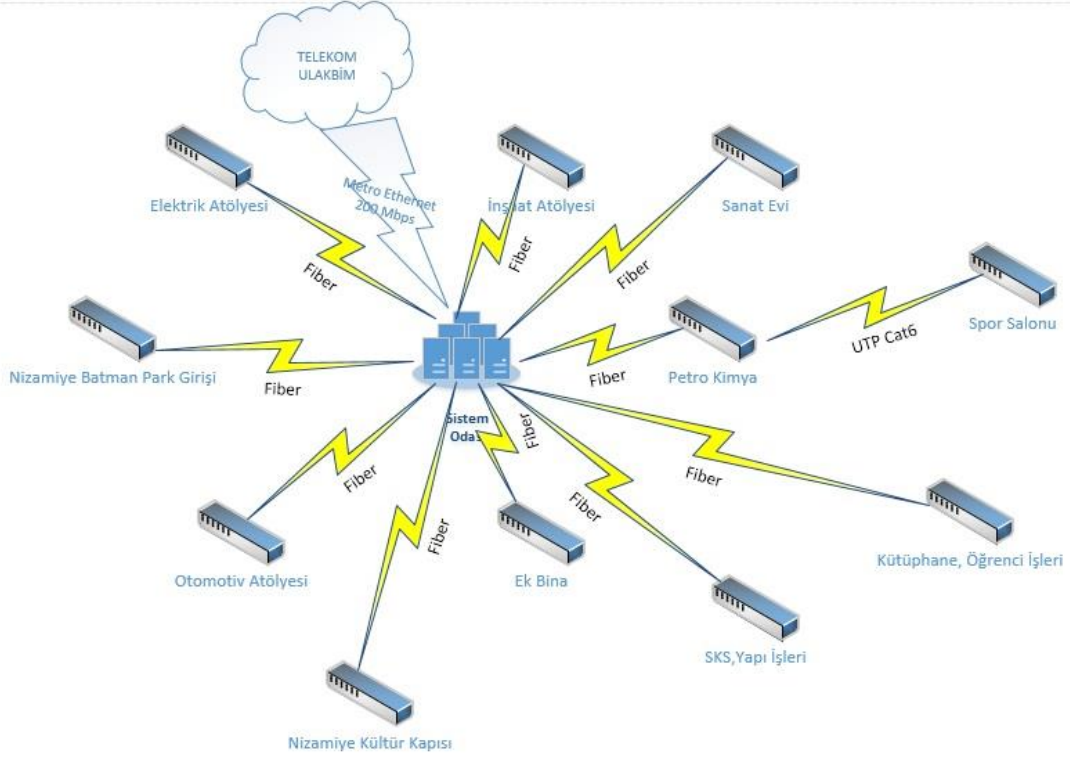 TELEKOM
ULAKBİM
Metro Ethernet
200 Mbps
Elektrik Atölyesi
İnşaat Atölyesi
Sanat Evi
Fiber
Fiber
Fiber
Spor Salonu
UTP Cat6
Nizamiye Batman Park Girişi
Fiber
Fiber
Petro Kimya
Sistem
Odası
Fiber
Fiber
Fiber
Fiber
Fiber
Fiber
Otomotiv Atölyesi
Ek Bina
Kütüphane, Öğrenci İşleri
SKS,Yapı İşleri
Nizamiye Kültür Kapısı